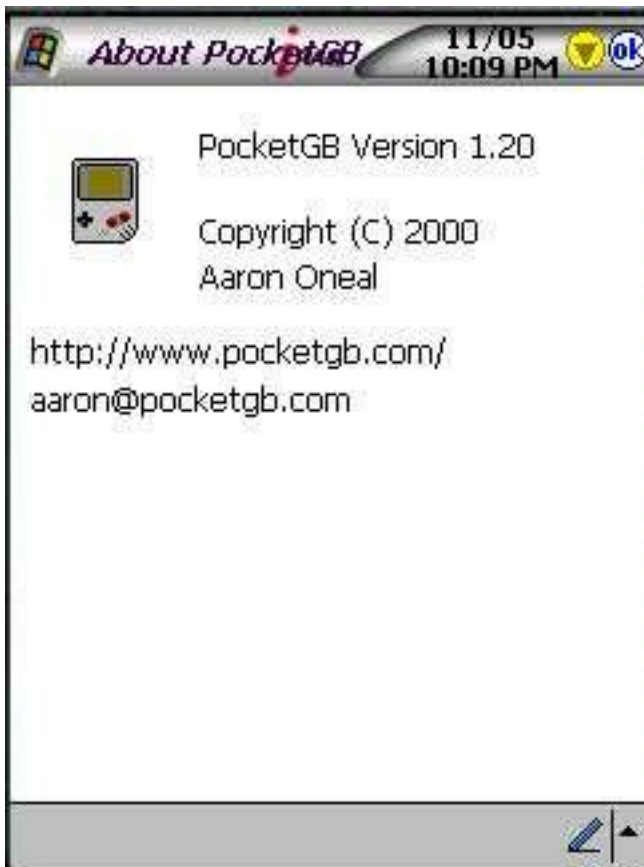 About PocketGB
11/05
10:09 PM
ok
PocketGB Version 1.20
Copyright (C) 2000
Aaron Oneal
http://www.pocketgb.com/
aaron@pocketgb.com